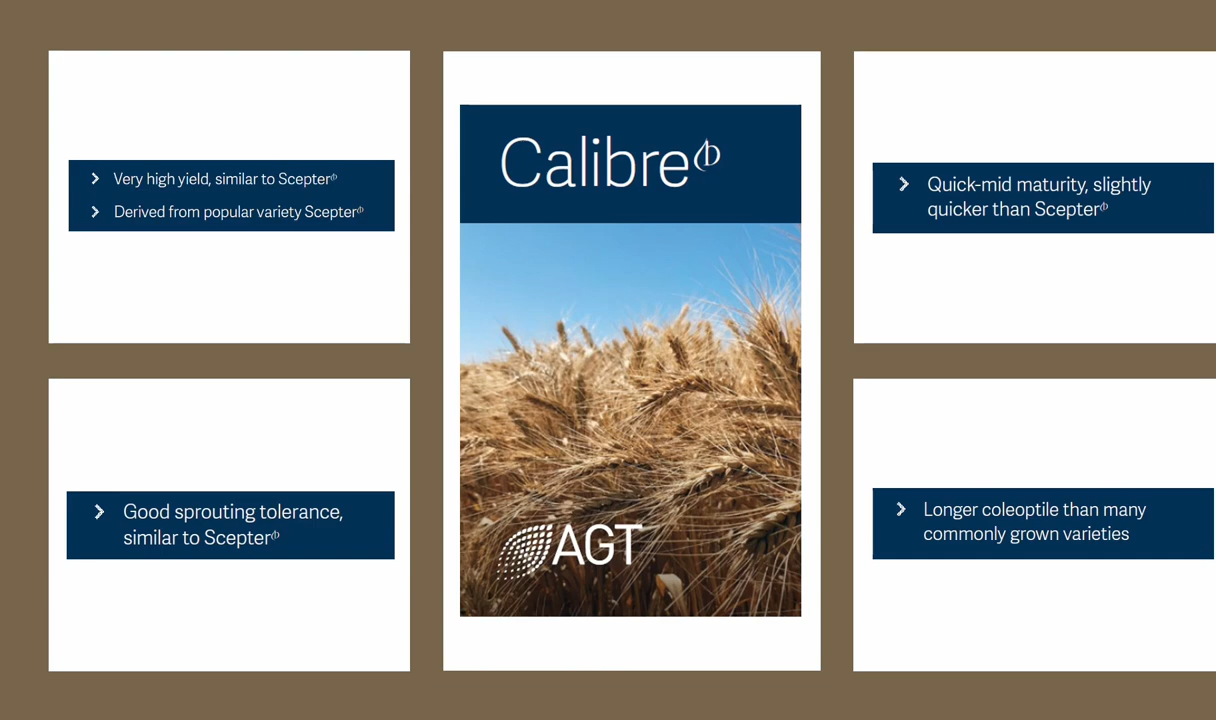 Very high yield, similar to Scepter
Derived from popular variety Scepter
Good sprouting tolerance,
similar to Scepter
Calibre
AGT
Quick-mid maturity, slightly
quicker than Scepter
Longer coleoptile than many
commonly grown varieties